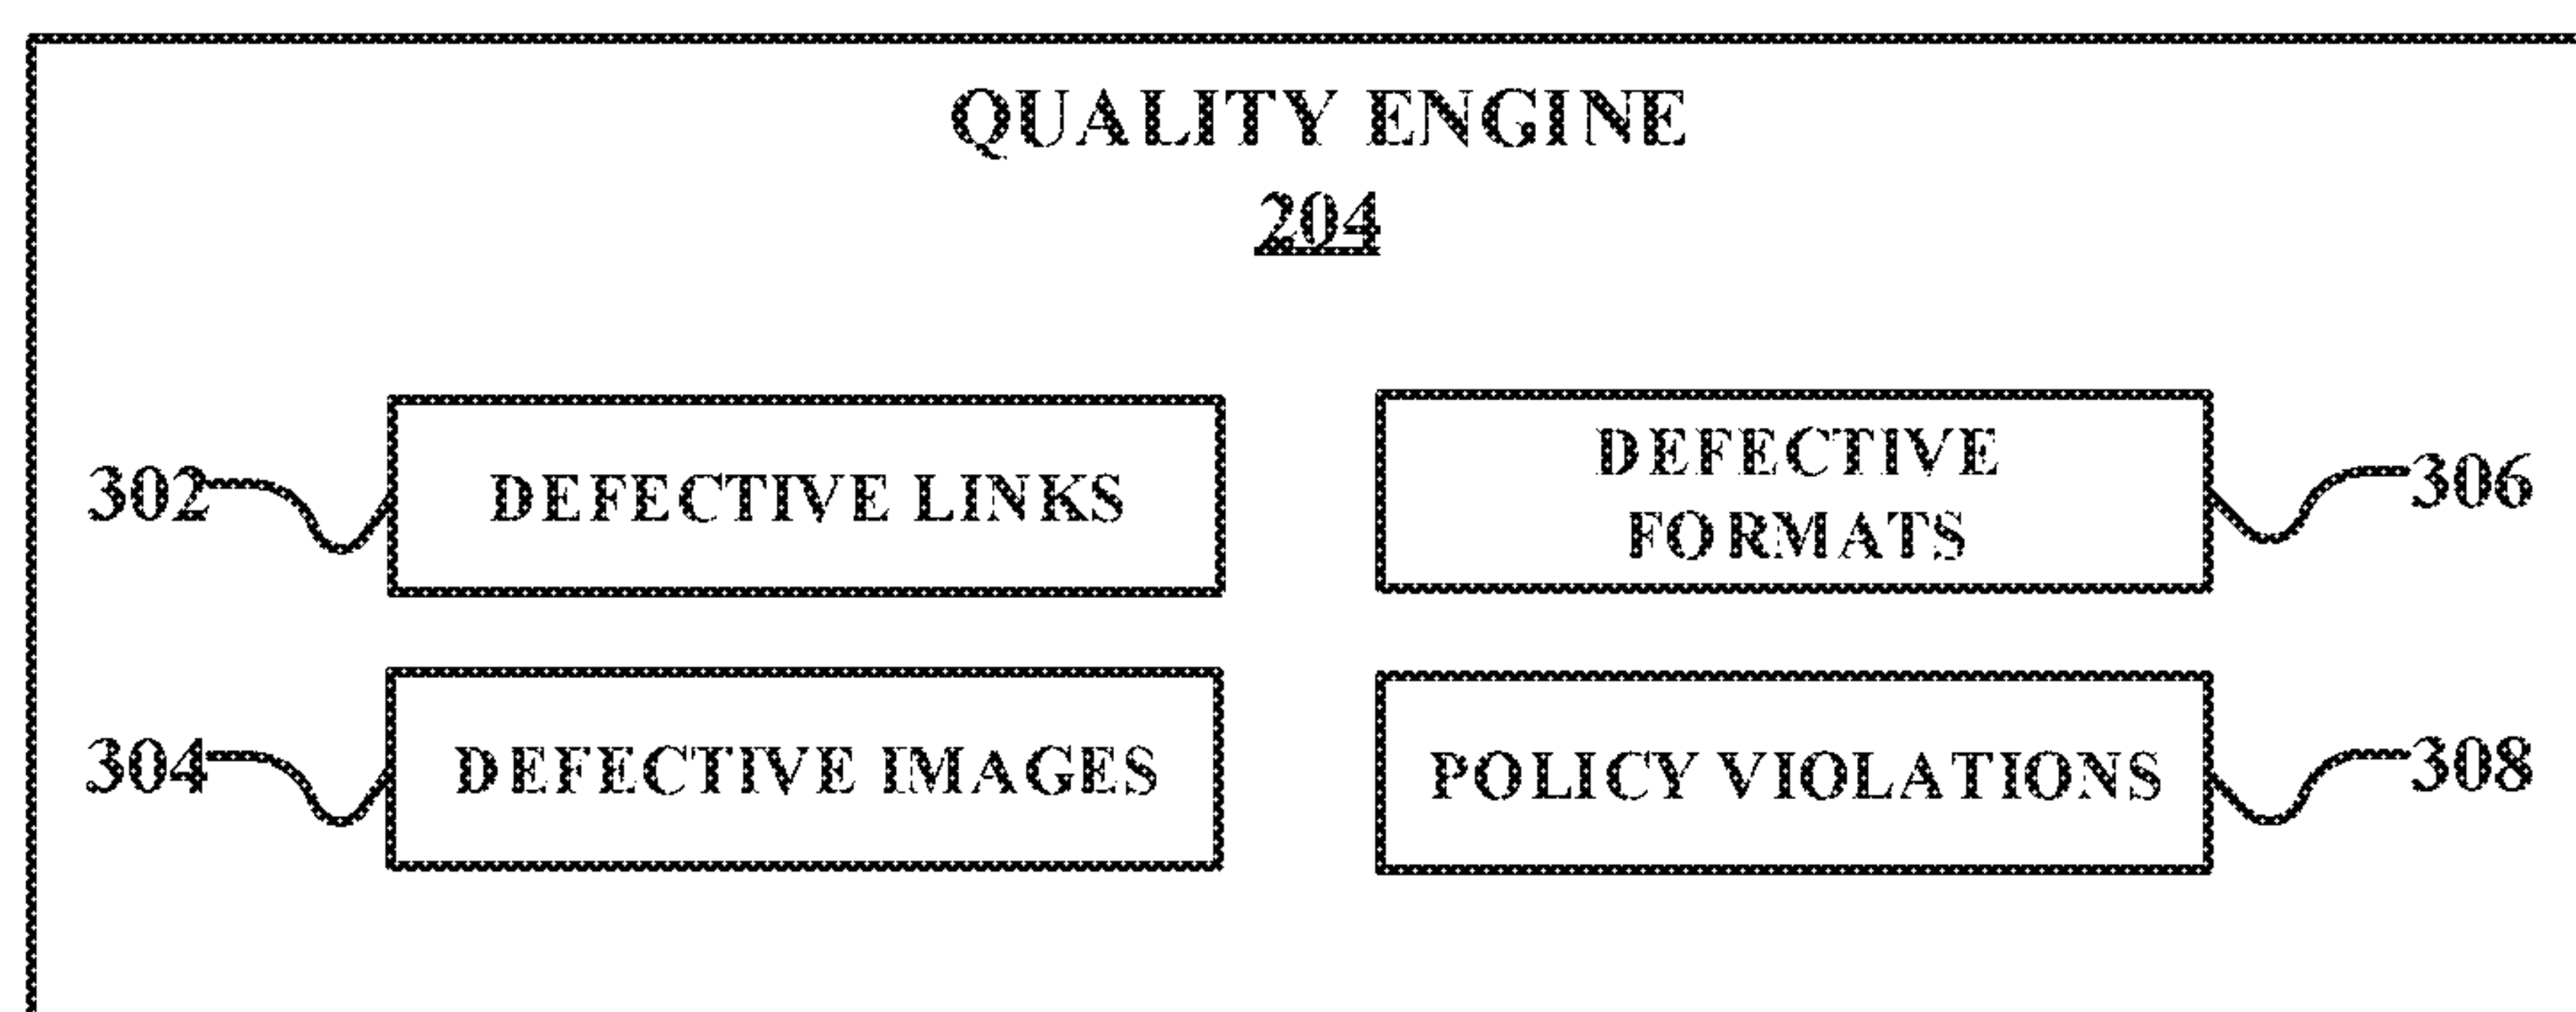 QUALITY ENGINE
204
302
DEFECTIVE LINKS
DEFECTIVE
FORMATS
306
304
DEFECTIVE IMAGES
POLICY VIOLATIONS
308